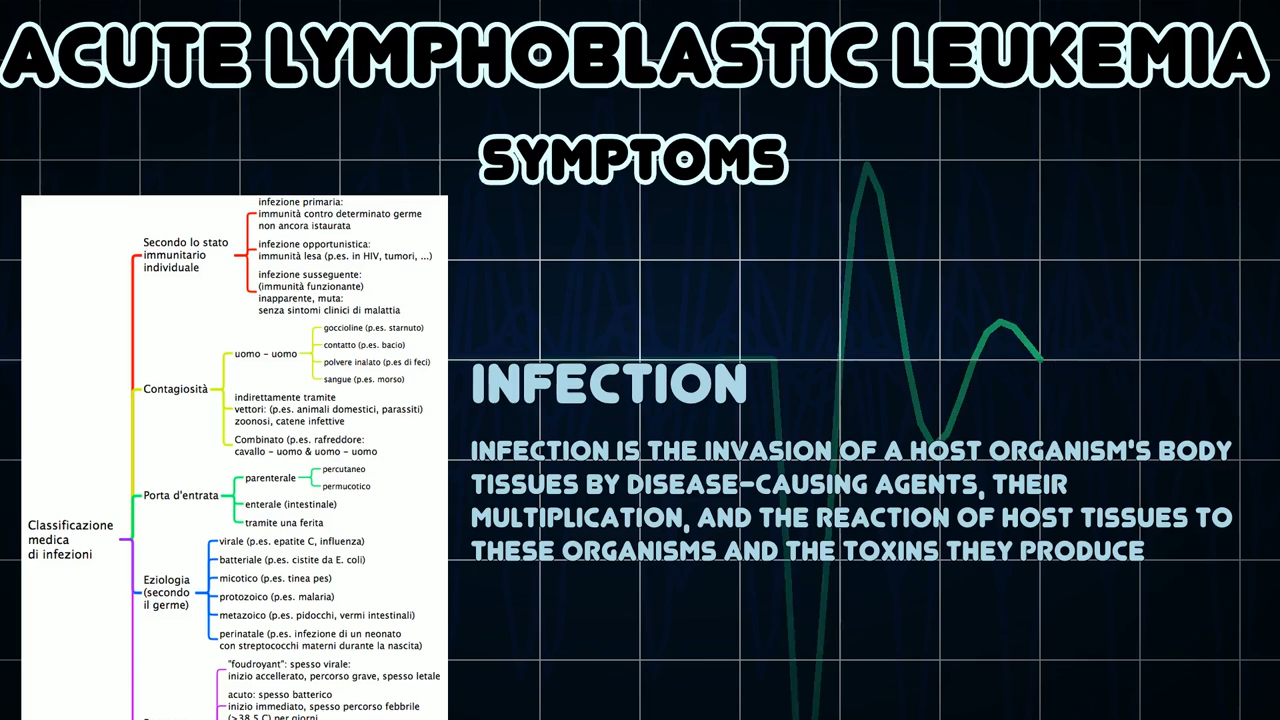 ACUTE LYMPHOBLASTIC LEUKEMIA
SYMPTOMS
infezione primaria:
immunità contro determinato germe
non ancora istaurata
Secondo lo stato
immunitario
individuale
infezione opportunistica:
immunità lesa (p.es. in HIV, tumori, ...)
infezione susseguente:
(immunità funzionante)
inapparente, muta:
senza sintomi clinici di malattia
goccioline (p.es. starnuto)
uomo - uomo
contatto (p.es. bacio)
polvere inalato (p.es di feci)
sangue (p.es. morso)
Contagiosità
indirettamente tramite
vettori: (p.es. animali domestici, parassiti)
zoonosi, catene infettive
Combinato (p.es. rafreddore:
cavallo - uomo & uomo - uomo
percutaneo
parenterale
permucotico
Porta d'entrata
enterale (intestinale)
tramite una ferita
Classificazione
medica
di infezioni
virale (p.es. epatite C, influenza)
batteriale (p.es. cistite da E. coli)
micotico (p.es. tinea pes)
Eziologia
(secondo
il germe)
protozoico (p.es. malaria)
metazoico (p.es. pidocchi, vermi intestinali)
perinatale (p.es. infezione di un neonato
con streptococchi materni durante la nascita)
"foudroyant": spesso virale:
inizio accellerato, percorso grave, spesso letale
acuto: spesso batterico
inizio immediato, spesso percorso febbrile
(>38.5 C) per giorni
INFECTION
INFECTION IS THE INVASION OF A HOST ORGANISM'S BODY
TISSUES BY DISEASE-CAUSING AGENTS, THEIR
MULTIPLICATION, AND THE REACTION OF HOST TISSUES TO
THESE ORGANISMS AND THE TOXINS THEY PRODUCE